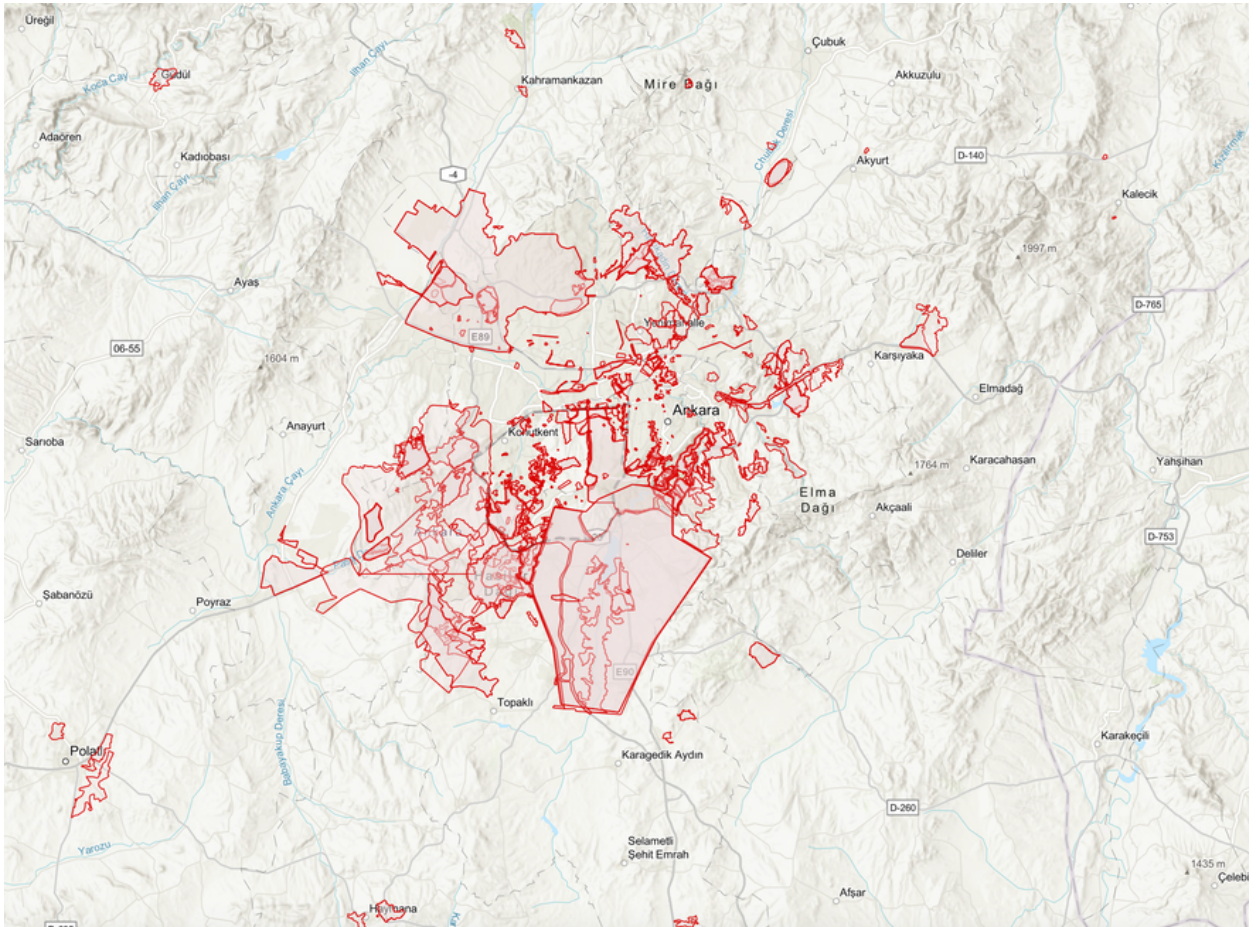 Üreğil
Çubuk
İlhan Çayı
Güdül
Koca Çay
Kahramankazan
Mire Dağı
Akkuzulu
Adaören
Kadıobası
Chubuk Deresi
Akyurt
D-140
Kızılırmak
-4
İlhan Çayı
Kalecik
1997 m
Ayaş
D-765
Yenimahalle
E89
06-55
1604 m
Karşıyaka
Elmadağ
Ankara
Anayurt
Konutkent
Sarıoba
1764 m
Karacahasan
Yahşihan
Ankara Çayı
Elma
Dağı
Akçaali
D-753
Deliler
Şabanözü
Poyraz
E90
Topaklı
Babayakup Deresi
Karakeçili
Polatlı
Karagedik Aydın
D-260
Selametli
Şehit Emrah
Yarozu
1435 m
Çelebi
Afşar
Haymana